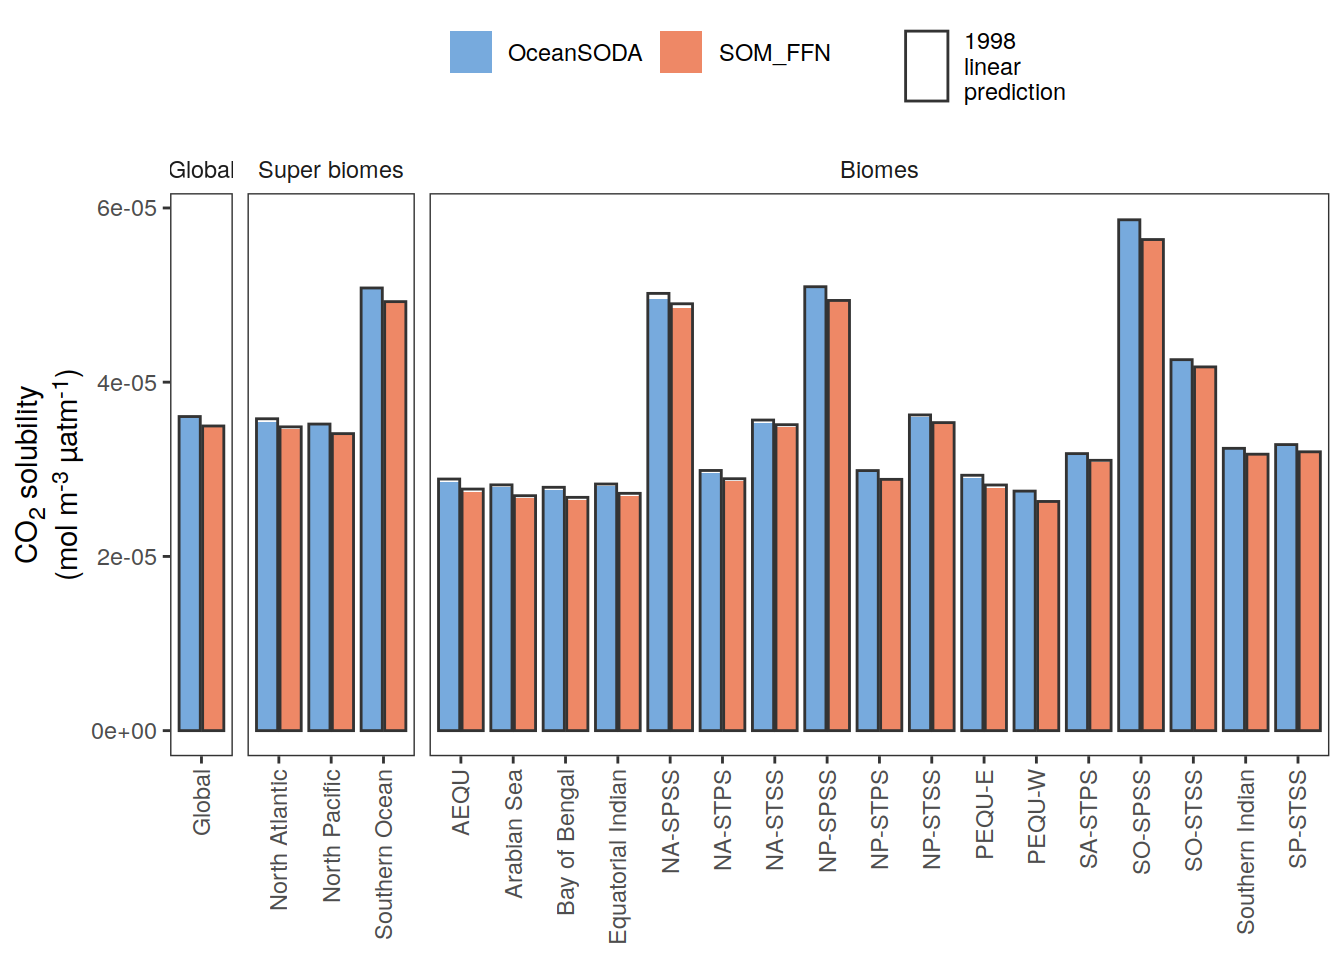 OceanSODA
SOM_FFN
1998
linear
prediction
Global
Super biomes
Biomes
CO2 solubility
(mol m-3 µatm-1)
6e-05
4e-05
2e-05
0e+00
Global
North Atlantic
North Pacific
Southern Ocean
AEQU
Arabian Sea
Bay of Bengal
Equatorial Indian
NA-SPSS
NA-STPS
NA-STSS
NP-SPSS
NP-STPS
NP-STSS
PEQU-E
PEQU-W
SA-STPS
SO-SPSS
SO-STSS
Southern Indian
SP-STSS